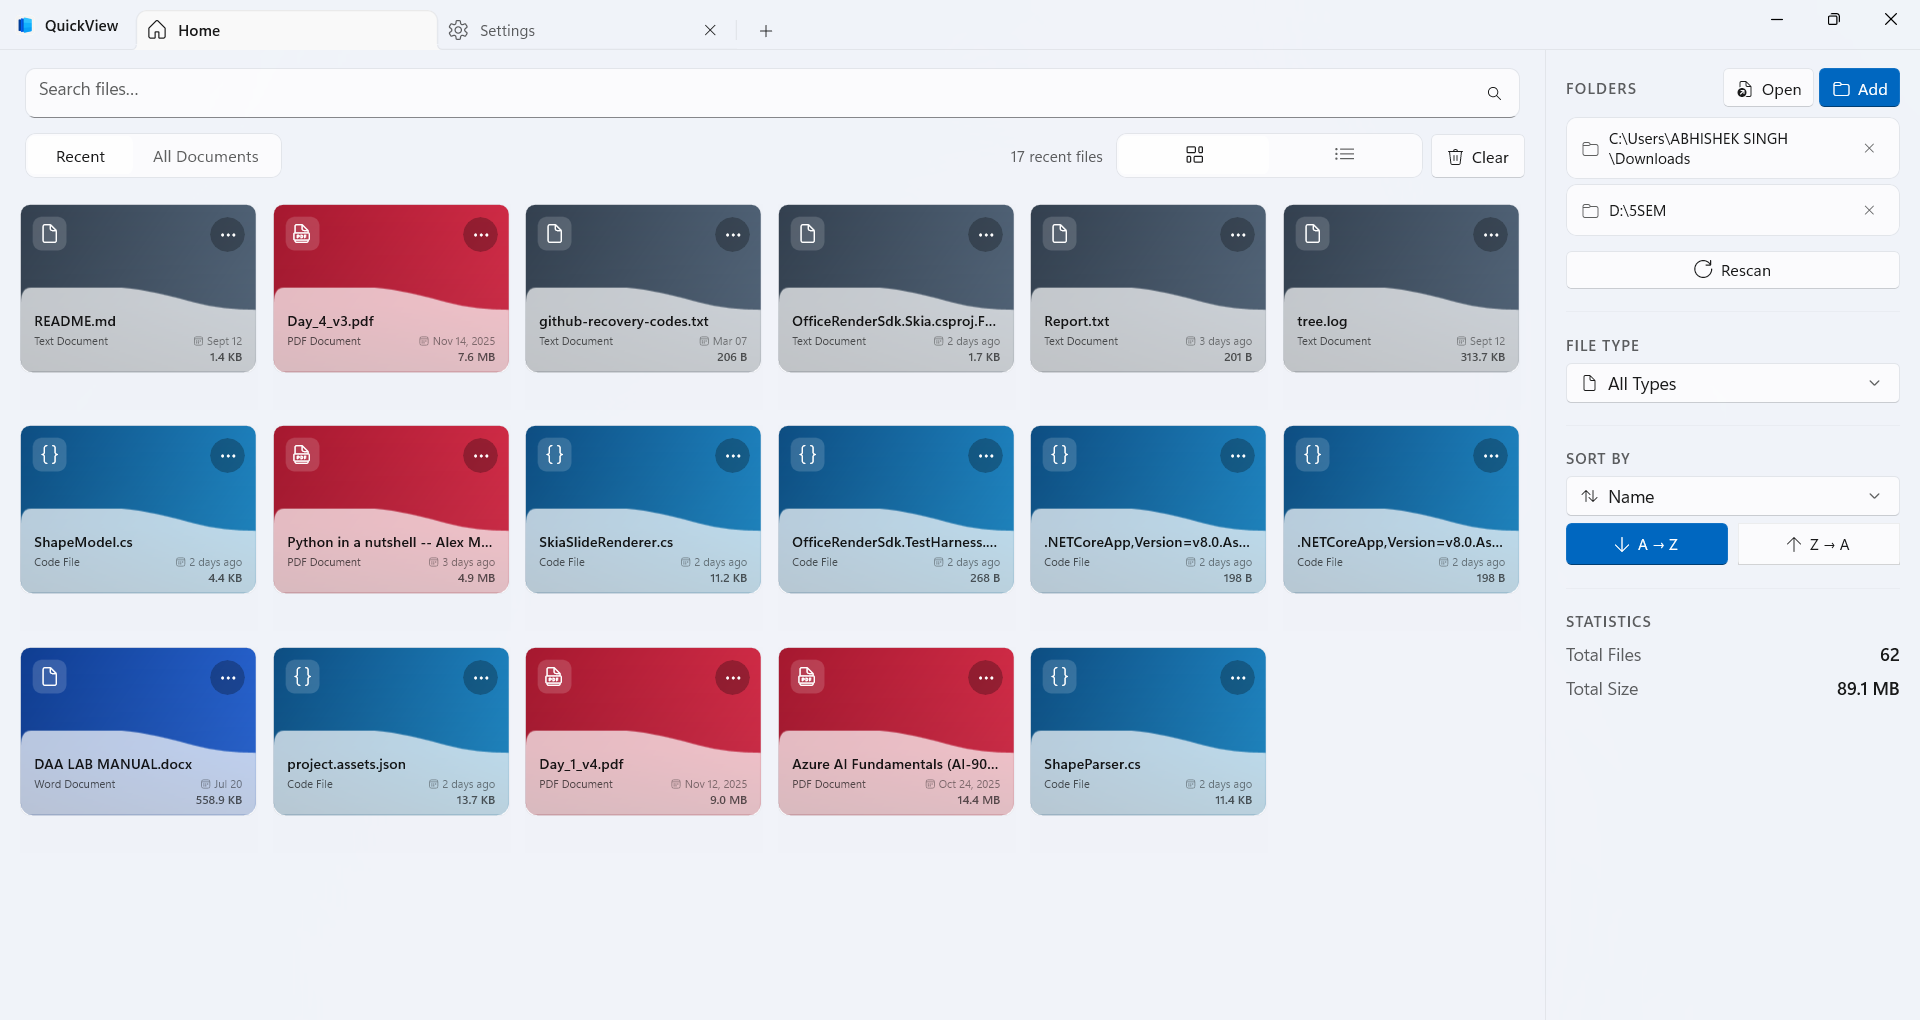 QuickView
Home
Settings
Search files...
Recent
All Documents
17 recent files
Clear
README.md
Text Document
Sept 12
1.4 KB
PDF
Day_4_v3.pdf
PDF Document
Nov 14, 2025
7.6 MB
github-recovery-codes.txt
Text Document
Mar 07
206 B
OfficeRenderSdk.Skia.csproj.F...
Text Document
2 days ago
1.7 KB
Report.txt
Text Document
3 days ago
201 B
tree.log
Text Document
Sept 12
313.7 KB
{}
ShapeModel.cs
Code File
2 days ago
4.4 KB
PDF
Python in a nutshell -- Alex M...
PDF Document
3 days ago
4.9 MB
{}
SkiaSlideRenderer.cs
Code File
2 days ago
11.2 KB
{}
OfficeRenderSdk.TestHarness....
Code File
2 days ago
268 B
{}
.NETCoreApp,Version=v8.0.As...
Code File
2 days ago
198 B
{}
.NETCoreApp,Version=v8.0.As...
Code File
2 days ago
198 B
DAA LAB MANUAL.docx
Word Document
Jul 20
558.9 KB
{}
project.assets.json
Code File
2 days ago
13.7 KB
PDF
Day_1_v4.pdf
PDF Document
Nov 12, 2025
9.0 MB
PDF
Azure AI Fundamentals (AI-90...
PDF Document
Oct 24, 2025
14.4 MB
{}
ShapeParser.cs
Code File
2 days ago
11.4 KB
FOLDERS
Open
Add
C:\Users\ABHISHEK SINGH
\Downloads
D:\5SEM
Rescan
FILE TYPE
All Types
SORT BY
Name
↓ A → Z
↑ Z → A
STATISTICS
Total Files 62
Total Size 89.1 MB